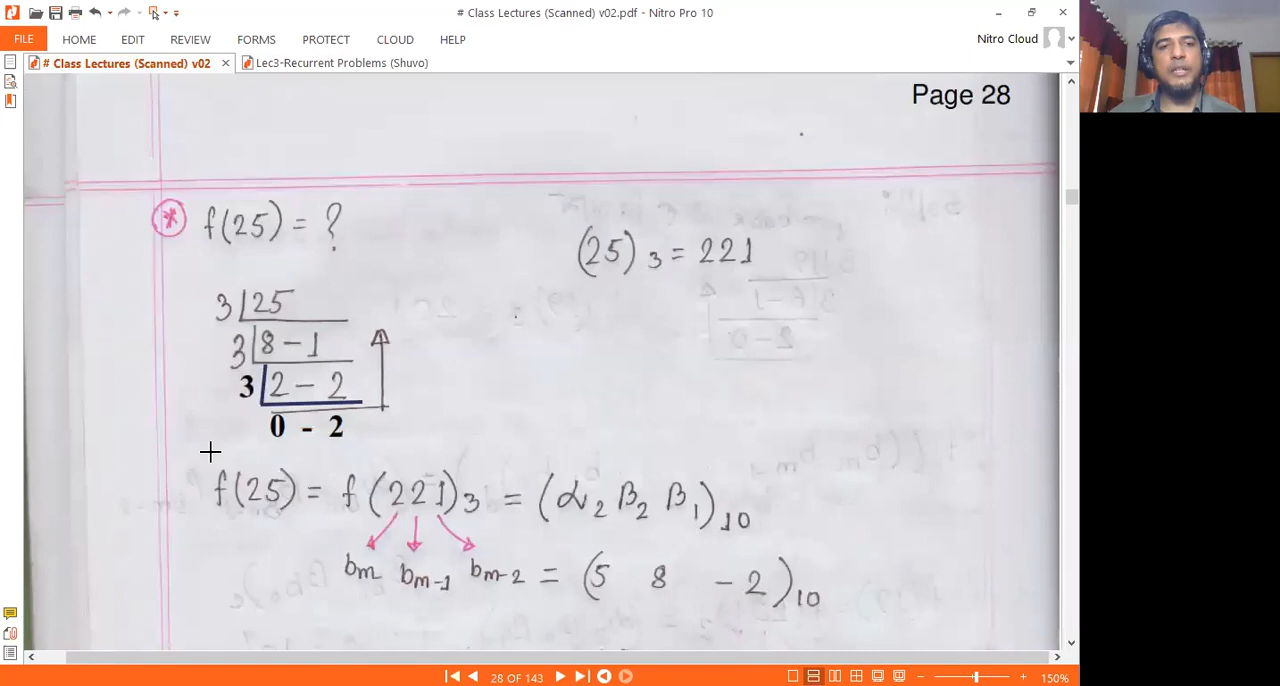 # Class Lectures (Scanned) v02.pdf - Nitro Pro 10
FILE HOME EDIT REVIEW FORMS PROTECT CLOUD HELP Nitro Cloud
# Class Lectures (Scanned) v02 Lec3-Recurrent Problems (Shuvo)
Page 28
f(25) = ?
(25)₃ = 221
3 25
3 8 - 1
3 2 - 2
0 - 2
f(25) = f(221)₃ = (α₂ β₂ β₁)₁₀
bm bm-1 bm-2 = (5 8 -2)₁₀
28 OF 143
150%